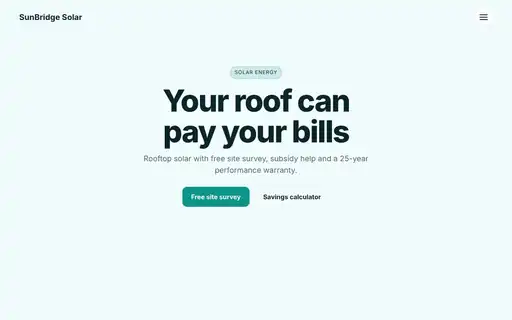 SunBridge Solar
SOLAR ENERGY
Your roof can
pay your bills
Rooftop solar with free site survey, subsidy help and a 25-year
performance warranty.
Free site survey
Savings calculator